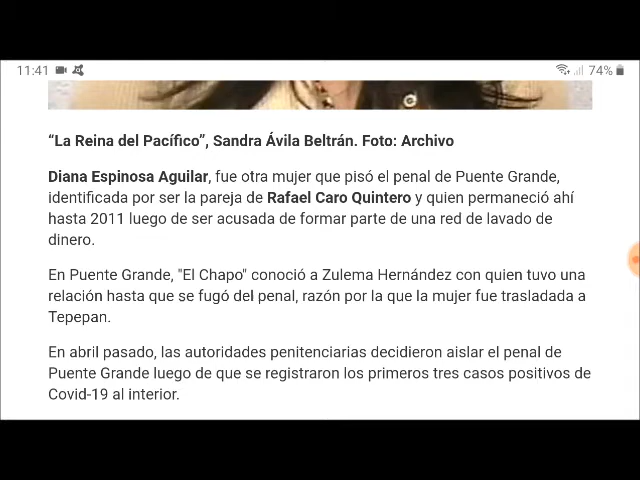 11:41
74%
“La Reina del Pacífico”, Sandra Ávila Beltrán. Foto: Archivo
Diana Espinosa Aguilar, fue otra mujer que pisó el penal de Puente Grande,
identificada por ser la pareja de Rafael Caro Quintero y quien permaneció ahí
hasta 2011 luego de ser acusada de formar parte de una red de lavado de
dinero.
En Puente Grande, "El Chapo" conoció a Zulema Hernández con quien tuvo una
relación hasta que se fugó del penal, razón por la que la mujer fue trasladada a
Tepepan.
En abril pasado, las autoridades penitenciarias decidieron aislar el penal de
Puente Grande luego de que se registraron los primeros tres casos positivos de
Covid-19 al interior.